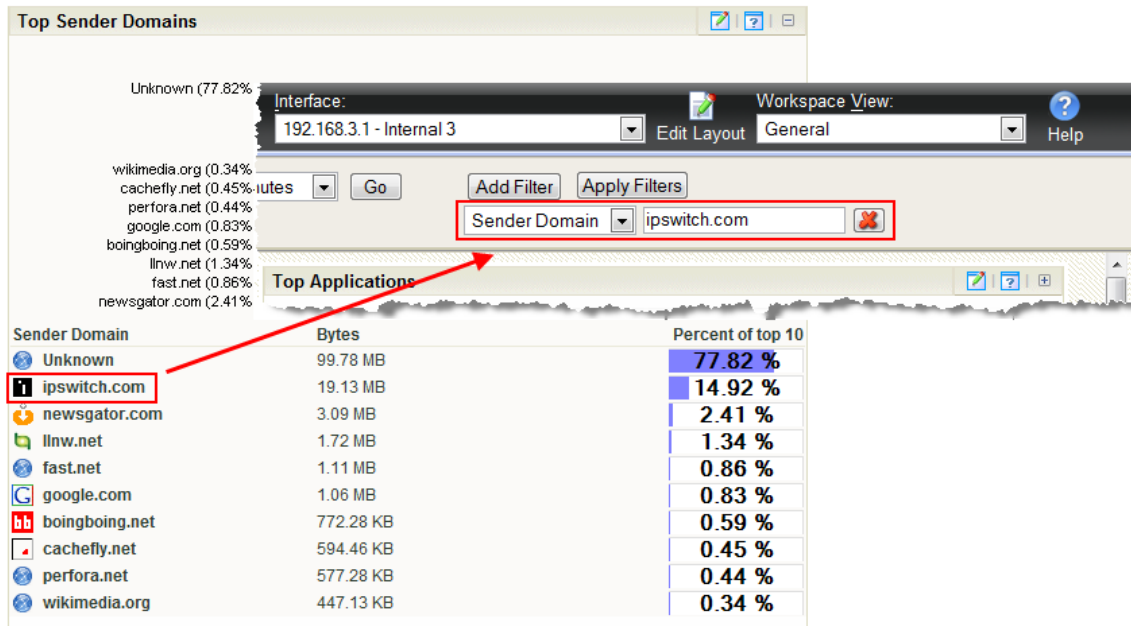 Top Sender Domains
Unknown (77.82%
Interface:
Workspace View:
192.168.3.1 - Internal 3
Edit Layout
General
Help
wikimedia.org (0.34%
cachefly.net (0.45%
perfora.net (0.44%
google.com (0.83%
boingboing.net (0.59%
llnw.net (1.34%
fast.net (0.86%
newsgator.com (2.41%
utes
Go
Add Filter
Apply Filters
Sender Domain
ipswitch.com
Top Applications
Sender Domain Bytes Percent of top 10
Unknown 99.78 MB 77.82 %
ipswitch.com 19.13 MB 14.92 %
newsgator.com 3.09 MB 2.41 %
llnw.net 1.72 MB 1.34 %
fast.net 1.11 MB 0.86 %
google.com 1.06 MB 0.83 %
boingboing.net 772.28 KB 0.59 %
cachefly.net 594.46 KB 0.45 %
perfora.net 577.28 KB 0.44 %
wikimedia.org 447.13 KB 0.34 %